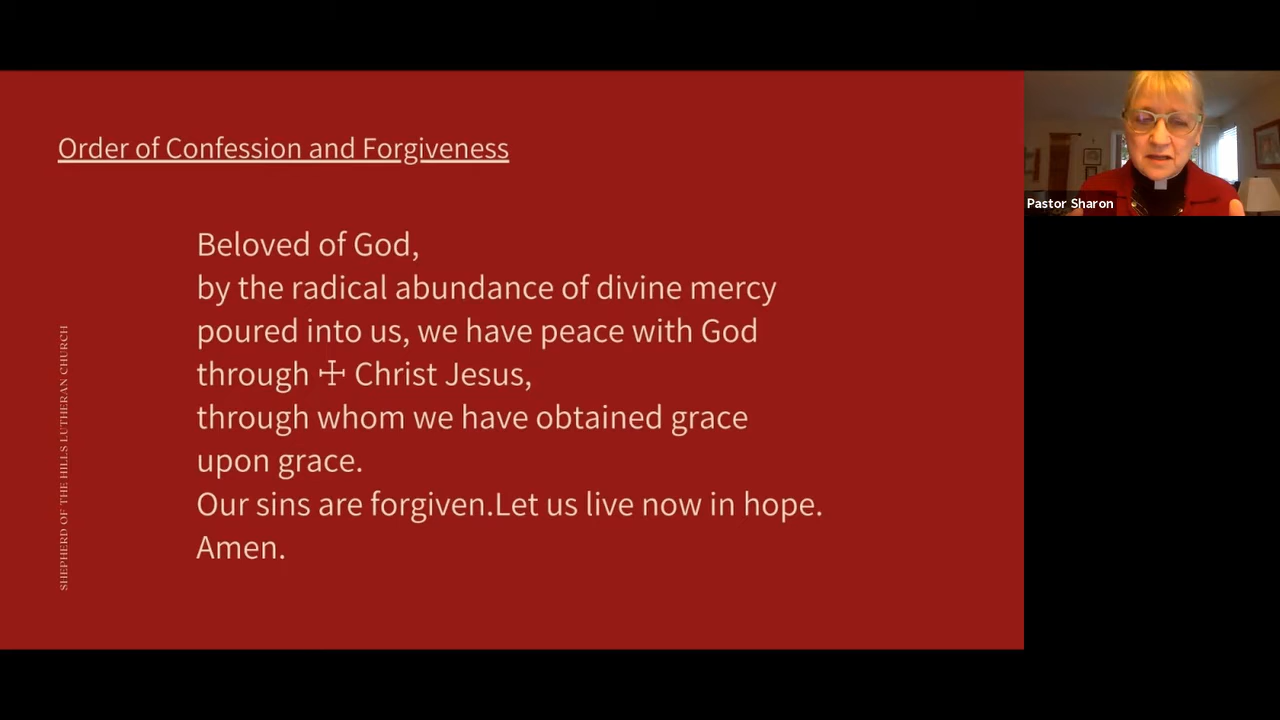 Order of Confession and Forgiveness
Beloved of God,
by the radical abundance of divine mercy
poured into us, we have peace with God
through ☩ Christ Jesus,
through whom we have obtained grace
upon grace.
Our sins are forgiven.Let us live now in hope.
Amen.
SHEPHERD OF THE HILLS LUTHERAN CHURCH
Pastor Sharon